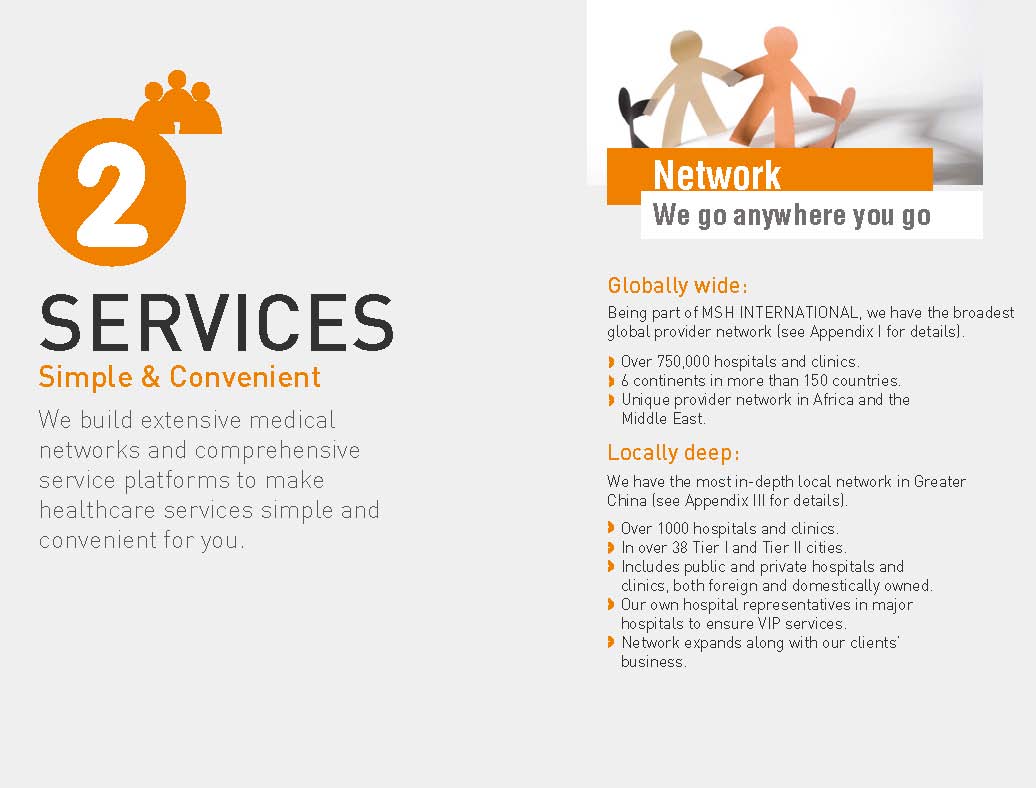 2
SERVICES
Simple & Convenient
We build extensive medical
networks and comprehensive
service platforms to make
healthcare services simple and
convenient for you.
Network
We go anywhere you go
Globally wide:
Being part of MSH INTERNATIONAL, we have the broadest
global provider network (see Appendix I for details).
Over 750,000 hospitals and clinics.
6 continents in more than 150 countries.
Unique provider network in Africa and the
Middle East.
Locally deep:
We have the most in-depth local network in Greater
China (see Appendix III for details).
Over 1000 hospitals and clinics.
In over 38 Tier I and Tier II cities.
Includes public and private hospitals and
clinics, both foreign and domestically owned.
Our own hospital representatives in major
hospitals to ensure VIP services.
Network expands along with our clients'
business.